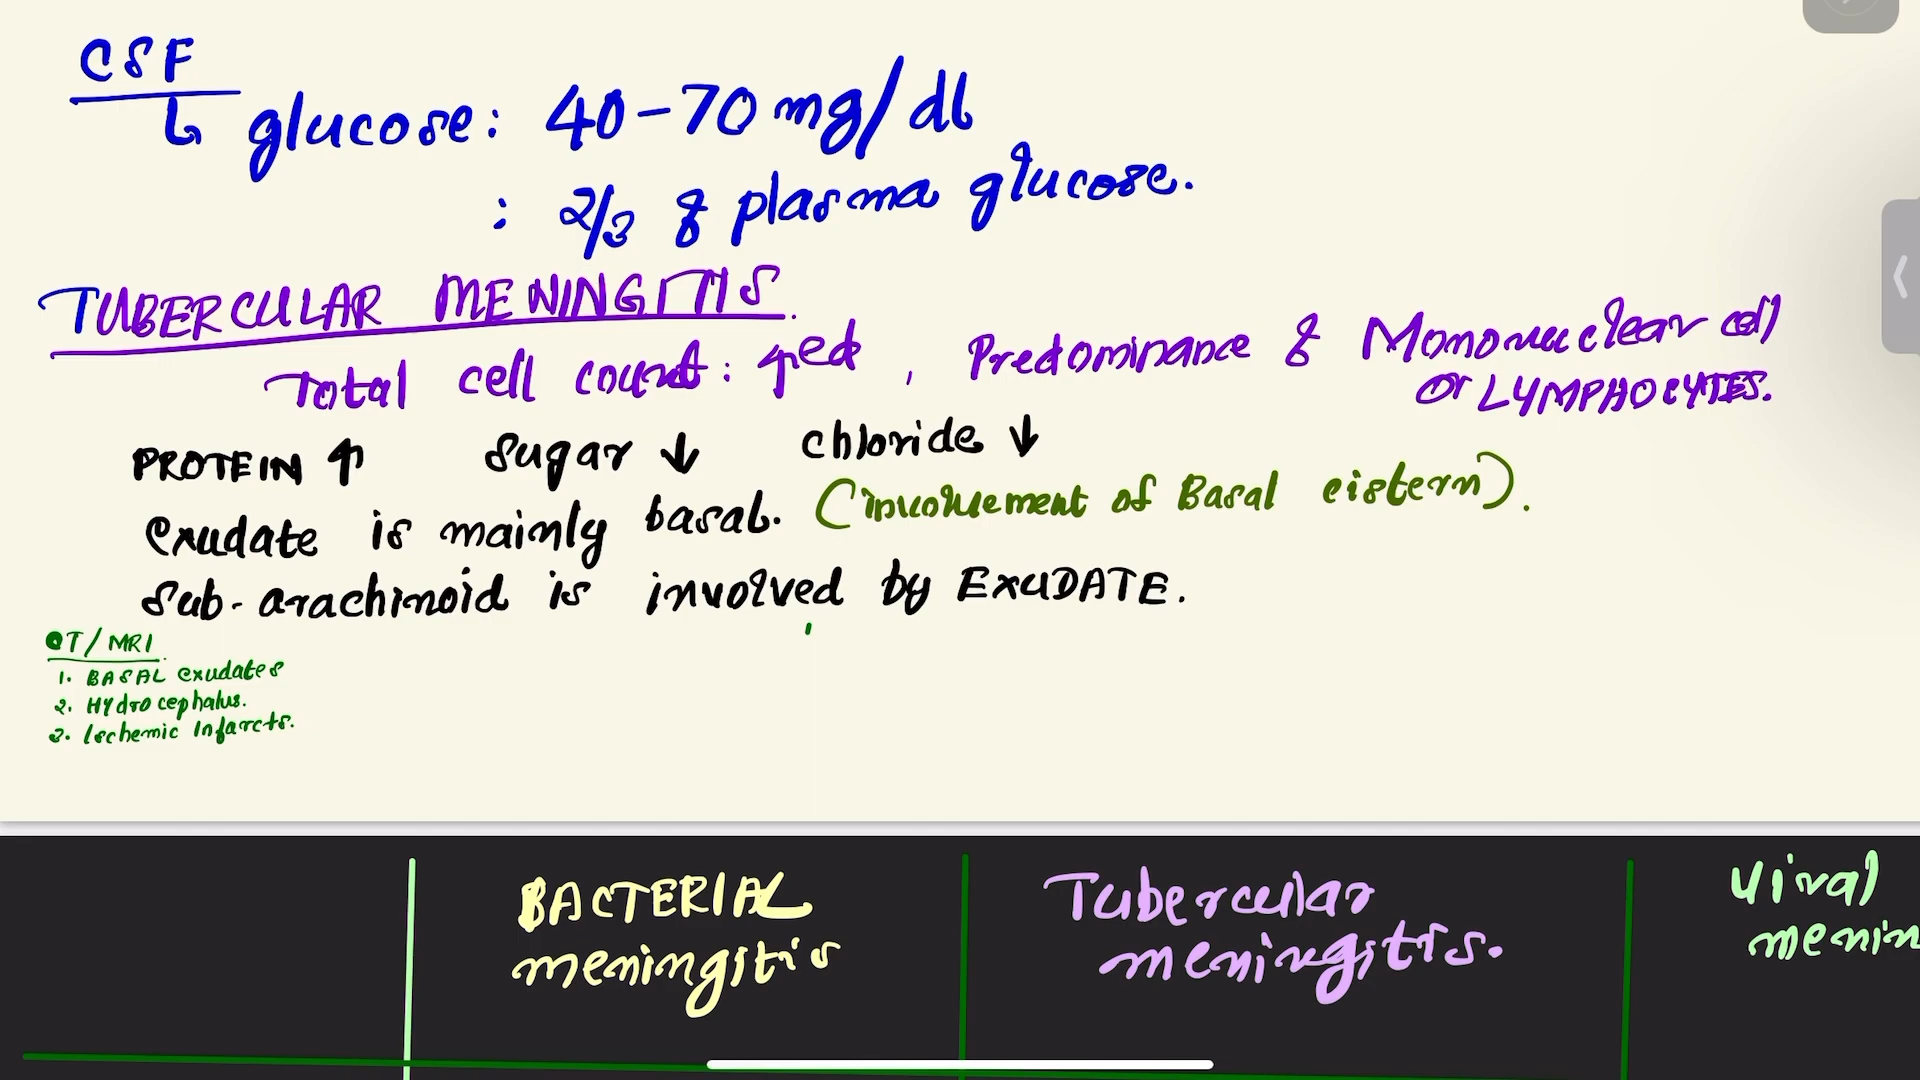 CSF
↳ glucose: 40-70 mg/dl
: 2/3 of plasma glucose.
TUBERCULAR MENINGITIS.
Total cell count: ↑ed, Predominance of Mononuclear cell
or LYMPHOCYTES.
PROTEIN ↑ Sugar ↓ chloride ↓
Exudate is mainly basal. (involvement of Basal cistern).
Sub-arachinoid is involved by EXUDATE.
CT/MRI
1. BASAL exudates
2. Hydrocephalus.
3. Ischemic Infarcts.
BACTERIAL
meningitis
Tubercular
meningitis.
Viral
menin